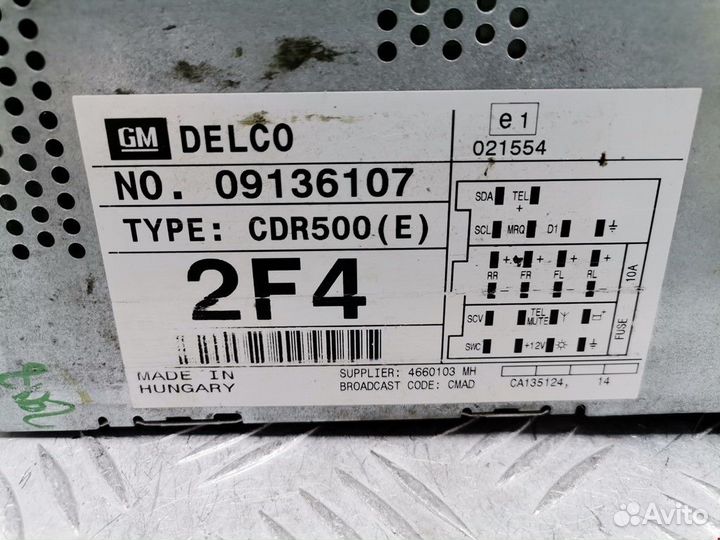 GM DELCO
e1
021554
NO. 09136107
TYPE: CDR500(E)
2F4
MADE IN
HUNGARY
SUPPLIER: 4660103 MH
BROADCAST CODE: CMAD
SDA TEL +
SCL MRQ D1
+ + + +
RR FR FL RL
- - - -
SCV TEL MUTE
SWC +12V
10A
FUSE
CA135124, 14
Avito